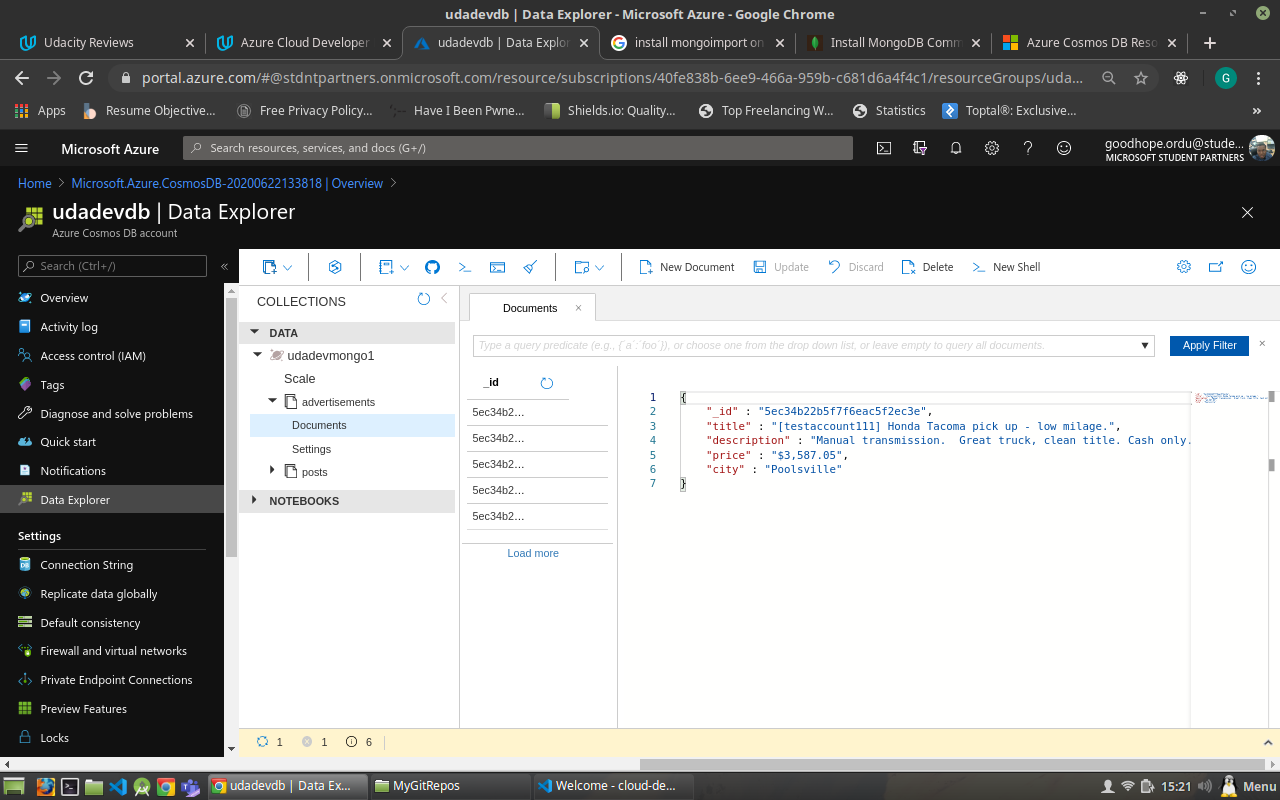 udadevdb | Data Explorer - Microsoft Azure - Google Chrome
Udacity Reviews
Azure Cloud Developer
udadevdb | Data Explor
install mongoimport on
Install MongoDB Comm
Azure Cosmos DB Reso
portal.azure.com/#@stdntpartners.onmicrosoft.com/resource/subscriptions/40fe838b-6ee9-466a-959b-c681d6a4f4c1/resourceGroups/uda...
G
Apps
Resume Objective...
Free Privacy Policy...
Have I Been Pwne...
Shields.io: Quality...
Top Freelancing W...
Statistics
Toptal®: Exclusive...
»
Microsoft Azure
Search resources, services, and docs (G+/)
goodhope.ordu@stude...
MICROSOFT STUDENT PARTNERS
Home > Microsoft.Azure.CosmosDB-20200622133818 | Overview >
udadevdb | Data Explorer
Azure Cosmos DB account
Search (Ctrl+/)
«
Overview
Activity log
Access control (IAM)
Tags
Diagnose and solve problems
Quick start
Notifications
Data Explorer
Settings
Connection String
Replicate data globally
Default consistency
Firewall and virtual networks
Private Endpoint Connections
Preview Features
Locks
New Document
Update
Discard
Delete
New Shell
COLLECTIONS
DATA
udadevmongo1
Scale
advertisements
Documents
Settings
posts
NOTEBOOKS
Documents
Type a query predicate (e.g., {´a´:´foo´}), or choose one from the drop down list, or leave empty to query all documents.
Apply Filter
_id
5ec34b2...
5ec34b2...
5ec34b2...
5ec34b2...
5ec34b2...
Load more
1 {
2 "_id" : "5ec34b22b5f7f6eac5f2ec3e",
3 "title" : "[testaccount111] Honda Tacoma pick up - low milage.",
4 "description" : "Manual transmission.  Great truck, clean title. Cash only.
5 "price" : "$3,587.05",
6 "city" : "Poolsville"
7 }
1
1
6
udadevdb | Data Ex...
MyGitRepos
Welcome - cloud-de...
15:21
Menu